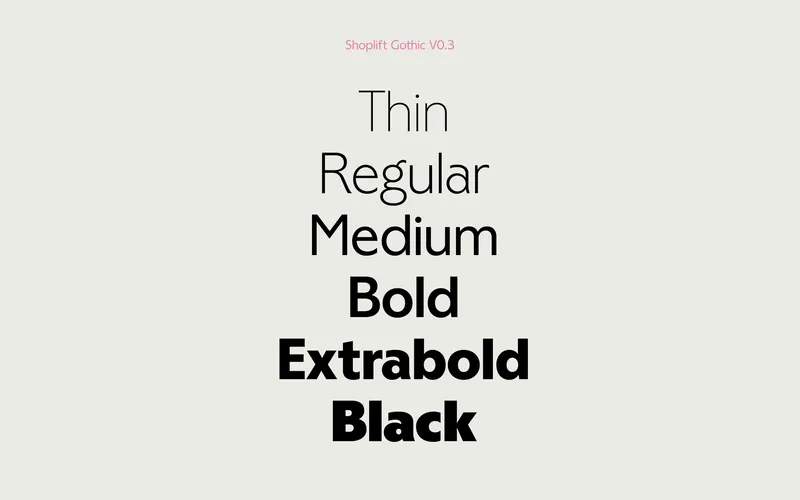 Shoplift Gothic V0.3
Thin
Regular
Medium
Bold
Extrabold
Black